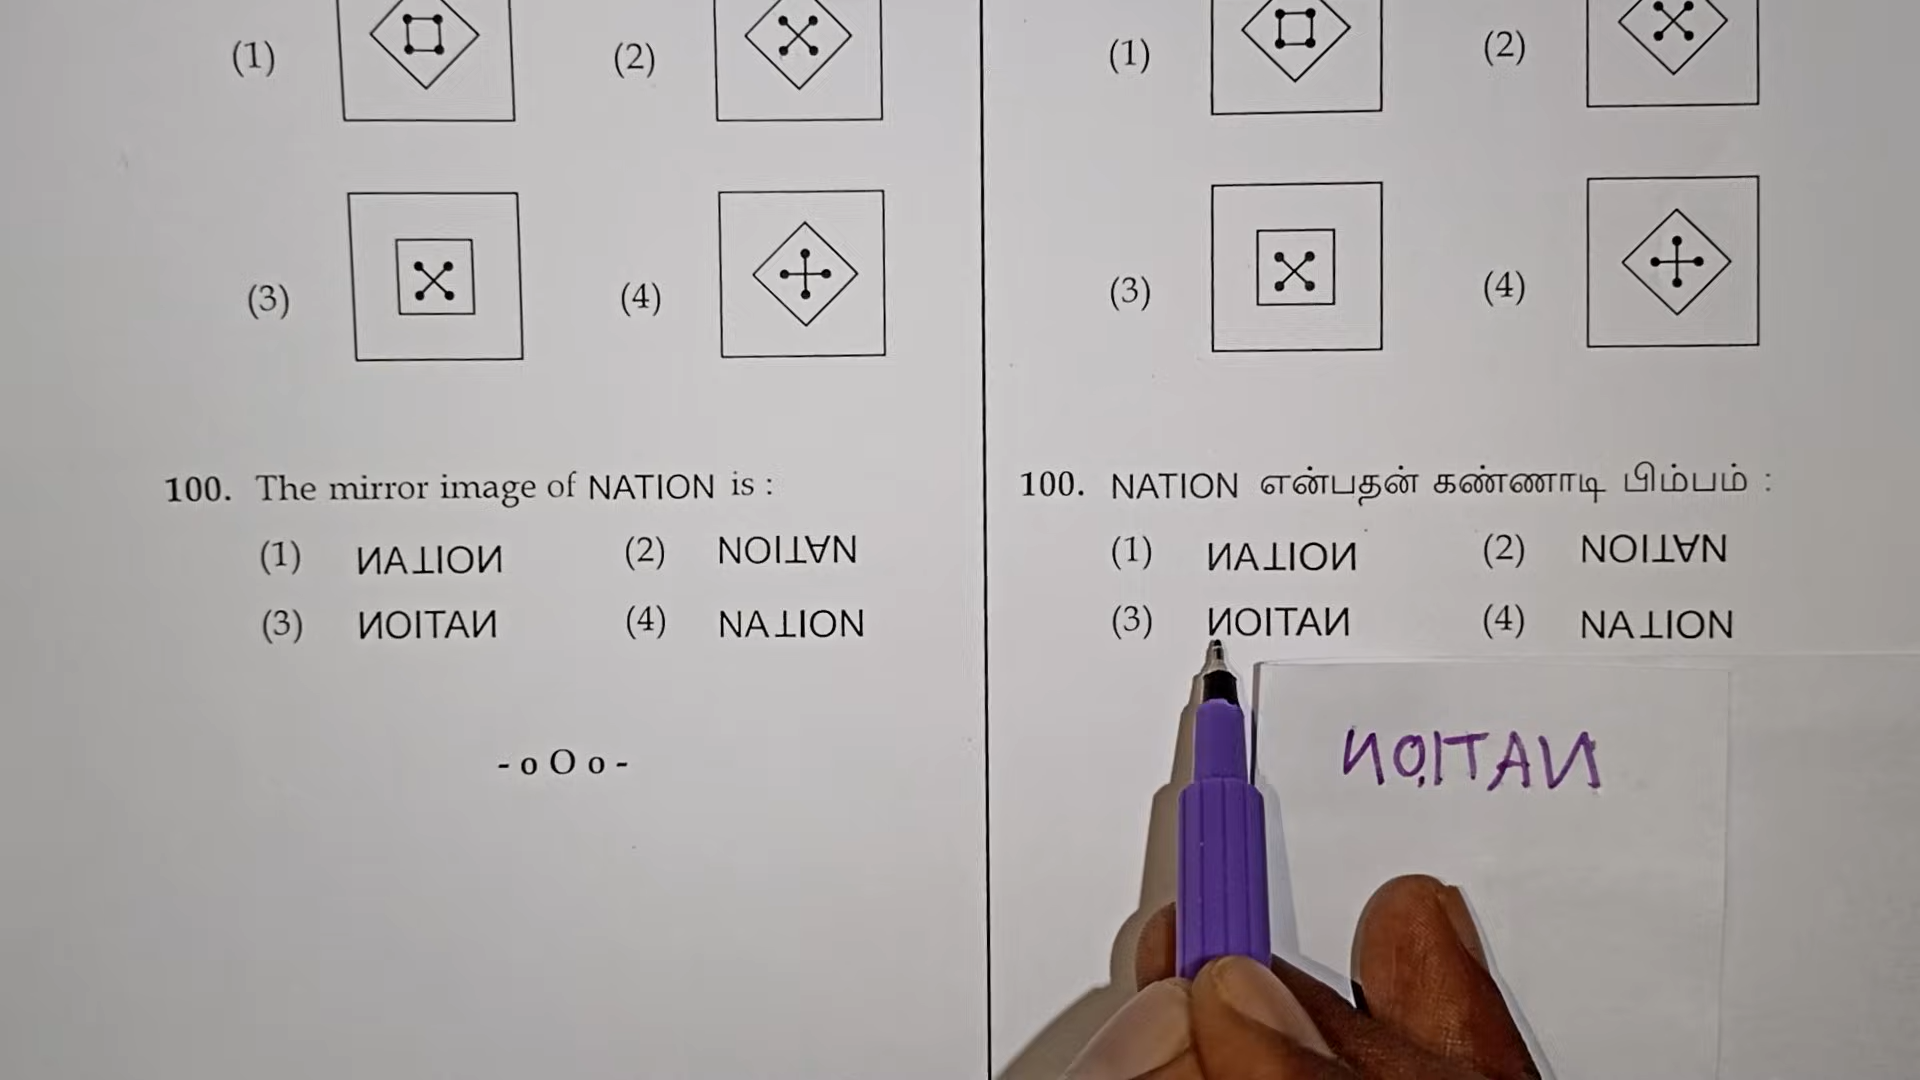 (1) (2)
(3) (4)
100. The mirror image of NATION is :
(1) ИA⊥IOИ (2) NOI⊥∀N
(3) ИOITAИ (4) NA⊥ION
- o O o -
(1) (2)
(3) (4)
100. NATION என்பதன் கண்ணாடி பிம்பம் :
(1) ИA⊥IOИ (2) NOI⊥∀N
(3) ИOITAИ (4) NA⊥ION
ИOITAИ